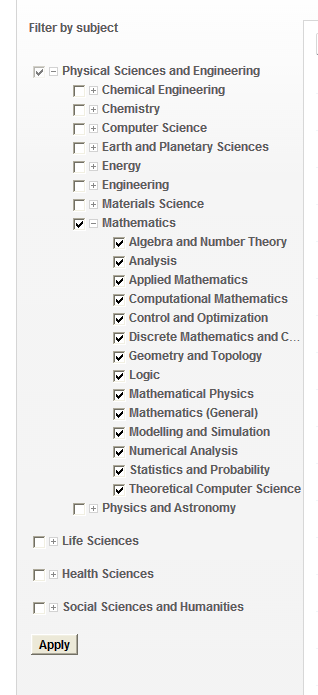 Filter by subject
Physical Sciences and Engineering
Chemical Engineering
Chemistry
Computer Science
Earth and Planetary Sciences
Energy
Engineering
Materials Science
Mathematics
Algebra and Number Theory
Analysis
Applied Mathematics
Computational Mathematics
Control and Optimization
Discrete Mathematics and C...
Geometry and Topology
Logic
Mathematical Physics
Mathematics (General)
Modelling and Simulation
Numerical Analysis
Statistics and Probability
Theoretical Computer Science
Physics and Astronomy
Life Sciences
Health Sciences
Social Sciences and Humanities
Apply